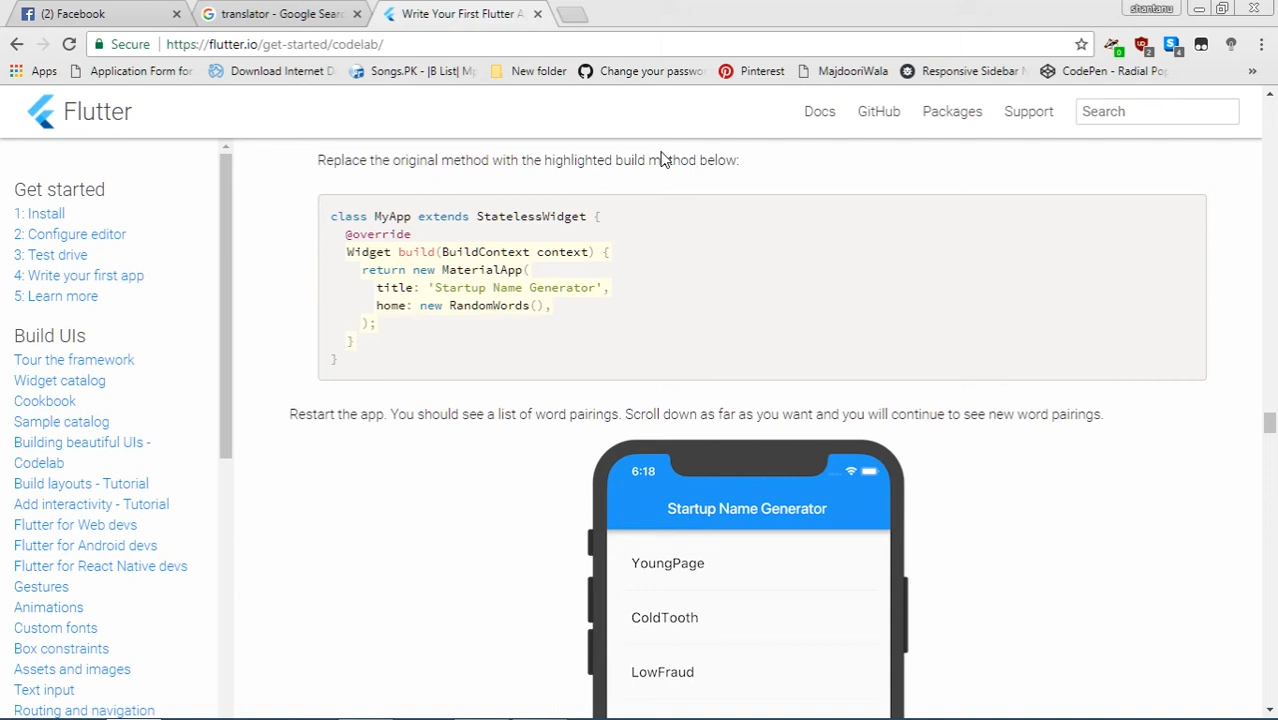 (2) Facebook
translator - Google Sear
Write Your First Flutter A
shantanu
Secure
https://flutter.io/get-started/codelab/
0
2
4
Apps
Application Form for
Download Internet D
Songs.PK - |B List| M
New folder
Change your passwo
Pinterest
MajdooriWala
Responsive Sidebar N
CodePen - Radial Po
»
Flutter
Docs
GitHub
Packages
Support
Search
Get started
1: Install
2: Configure editor
3: Test drive
4: Write your first app
5: Learn more
Build UIs
Tour the framework
Widget catalog
Cookbook
Sample catalog
Building beautiful UIs -
Codelab
Build layouts - Tutorial
Add interactivity - Tutorial
Flutter for Web devs
Flutter for Android devs
Flutter for React Native devs
Gestures
Animations
Custom fonts
Box constraints
Assets and images
Text input
Routing and navigation
Replace the original method with the highlighted build method below:
class MyApp extends StatelessWidget {
@override
Widget build(BuildContext context) {
return new MaterialApp(
title: 'Startup Name Generator',
home: new RandomWords(),
);
}
}
Restart the app. You should see a list of word pairings. Scroll down as far as you want and you will continue to see new word pairings.
6:18
Startup Name Generator
YoungPage
ColdTooth
LowFraud